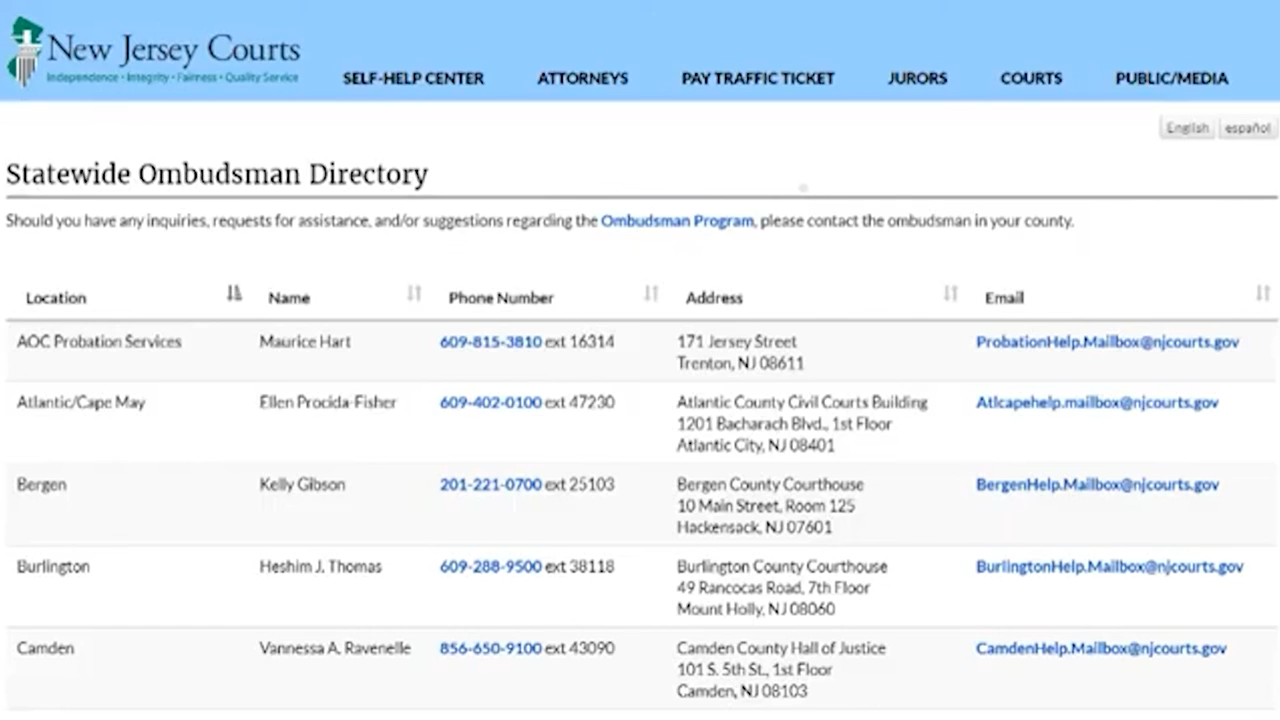 New Jersey Courts
Independence • Integrity • Fairness • Quality Service
SELF-HELP CENTER ATTORNEYS PAY TRAFFIC TICKET JURORS COURTS PUBLIC/MEDIA
English español
Statewide Ombudsman Directory
Should you have any inquiries, requests for assistance, and/or suggestions regarding the Ombudsman Program, please contact the ombudsman in your county.
Location Name Phone Number Address Email
AOC Probation Services Maurice Hart 609-815-3810 ext 16314 171 Jersey Street ProbationHelp.Mailbox@njcourts.gov
Trenton, NJ 08611
Atlantic/Cape May Ellen Procida-Fisher 609-402-0100 ext 47230 Atlantic County Civil Courts Building Atlcapehelp.mailbox@njcourts.gov
1201 Bacharach Blvd., 1st Floor
Atlantic City, NJ 08401
Bergen Kelly Gibson 201-221-0700 ext 25103 Bergen County Courthouse BergenHelp.Mailbox@njcourts.gov
10 Main Street, Room 125
Hackensack, NJ 07601
Burlington Heshim J. Thomas 609-288-9500 ext 38118 Burlington County Courthouse BurlingtonHelp.Mailbox@njcourts.gov
49 Rancocas Road, 7th Floor
Mount Holly, NJ 08060
Camden Vannessa A. Ravenelle 856-650-9100 ext 43090 Camden County Hall of Justice CamdenHelp.Mailbox@njcourts.gov
101 S. 5th St., 1st Floor
Camden, NJ 08103